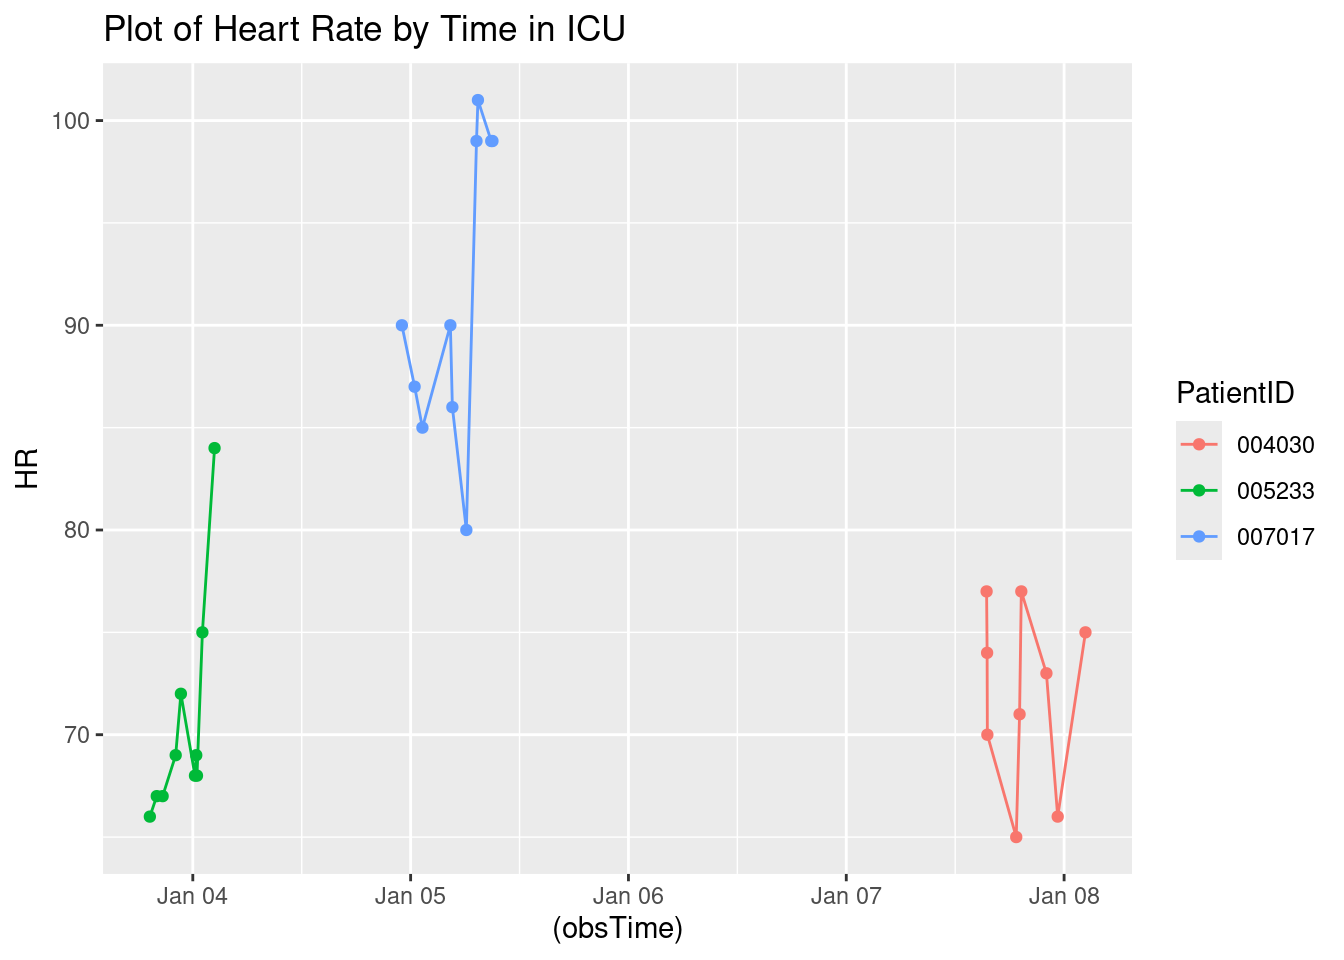 Plot of Heart Rate by Time in ICU
HR
100
90
80
70
Jan 04
Jan 05
Jan 06
Jan 07
Jan 08
(obsTime)
PatientID
004030
005233
007017